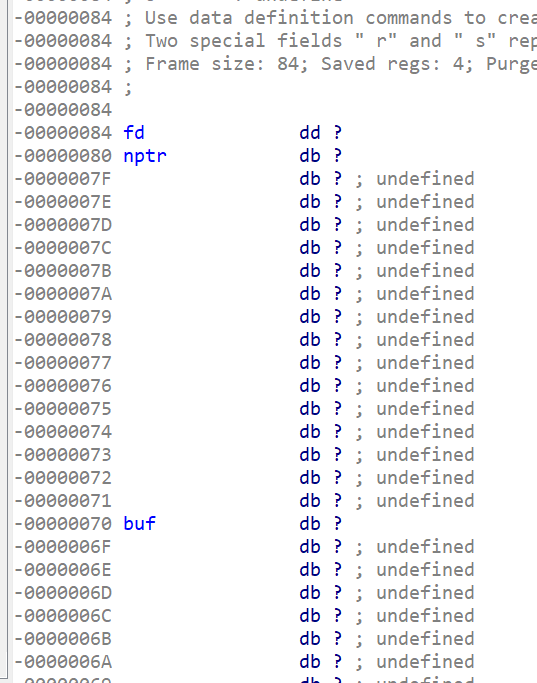 -00000084 ; Use data definition commands to crea
-00000084 ; Two special fields " r" and " s" rep
-00000084 ; Frame size: 84; Saved regs: 4; Purge
-00000084 ;
-00000084
-00000084 fd dd ?
-00000080 nptr db ?
-0000007F db ? ; undefined
-0000007E db ? ; undefined
-0000007D db ? ; undefined
-0000007C db ? ; undefined
-0000007B db ? ; undefined
-0000007A db ? ; undefined
-00000079 db ? ; undefined
-00000078 db ? ; undefined
-00000077 db ? ; undefined
-00000076 db ? ; undefined
-00000075 db ? ; undefined
-00000074 db ? ; undefined
-00000073 db ? ; undefined
-00000072 db ? ; undefined
-00000071 db ? ; undefined
-00000070 buf db ?
-0000006F db ? ; undefined
-0000006E db ? ; undefined
-0000006D db ? ; undefined
-0000006C db ? ; undefined
-0000006B db ? ; undefined
-0000006A db ? ; undefined